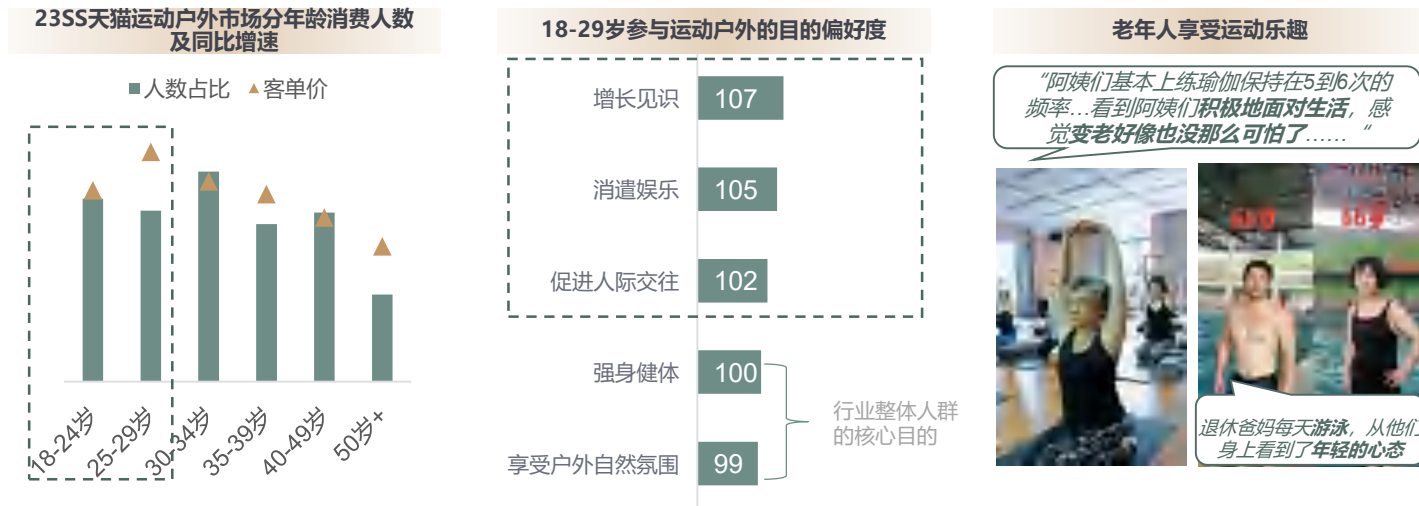 23SS天猫运动户外市场分年龄消费人数
及同比增速
人数占比
客单价
18-24岁
25-29岁
30-34岁
35-39岁
40-49岁
50岁+
18-29岁参与运动户外的目的偏好度
增长见识
107
消遣娱乐
105
促进人际交往
102
强身健体
100
享受户外自然氛围
99
行业整体人群
的核心目的
老年人享受运动乐趣
“阿姨们基本上练瑜伽保持在5到6次的
频率…看到阿姨们积极地面对生活，感
觉变老好像也没那么可怕了…… “
退休爸妈每天游泳，从他们
身上看到了年轻的心态